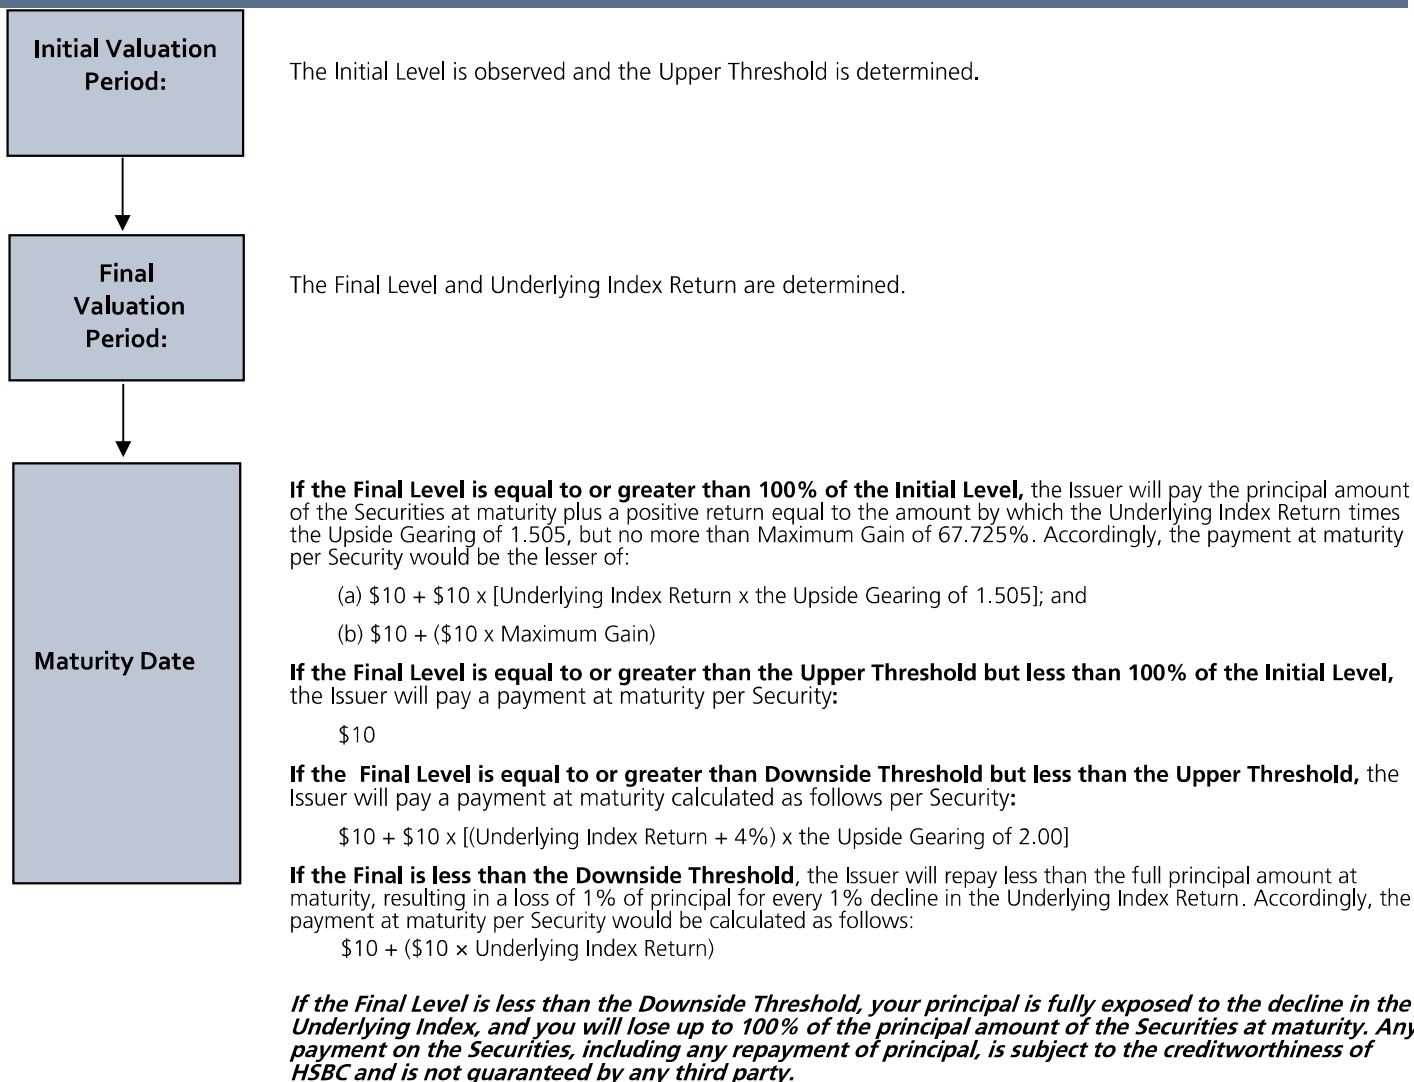 Initial Valuation
Period:
The Initial Level is observed and the Upper Threshold is determined.
Final
Valuation
Period:
The Final Level and Underlying Index Return are determined.
Maturity Date
If the Final Level is equal to or greater than 100% of the Initial Level, the Issuer will pay the principal amount
of the Securities at maturity plus a positive return equal to the amount by which the Underlying Index Return times
the Upside Gearing of 1.505, but no more than Maximum Gain of 67.725%. Accordingly, the payment at maturity
per Security would be the lesser of:
(a) $10 + $10 x [Underlying Index Return x the Upside Gearing of 1.505]; and
(b) $10 + ($10 x Maximum Gain)
If the Final Level is equal to or greater than the Upper Threshold but less than 100% of the Initial Level,
the Issuer will pay a payment at maturity per Security:
$10
If the Final Level is equal to or greater than Downside Threshold but less than the Upper Threshold, the
Issuer will pay a payment at maturity calculated as follows per Security:
$10 + $10 x [(Underlying Index Return + 4%) x the Upside Gearing of 2.00]
If the Final is less than the Downside Threshold, the Issuer will repay less than the full principal amount at
maturity, resulting in a loss of 1% of principal for every 1% decline in the Underlying Index Return. Accordingly, the
payment at maturity per Security would be calculated as follows:
$10 + ($10 × Underlying Index Return)
If the Final Level is less than the Downside Threshold, your principal is fully exposed to the decline in the
Underlying Index, and you will lose up to 100% of the principal amount of the Securities at maturity. Any
payment on the Securities, including any repayment of principal, is subject to the creditworthiness of
HSBC and is not guaranteed by any third party.